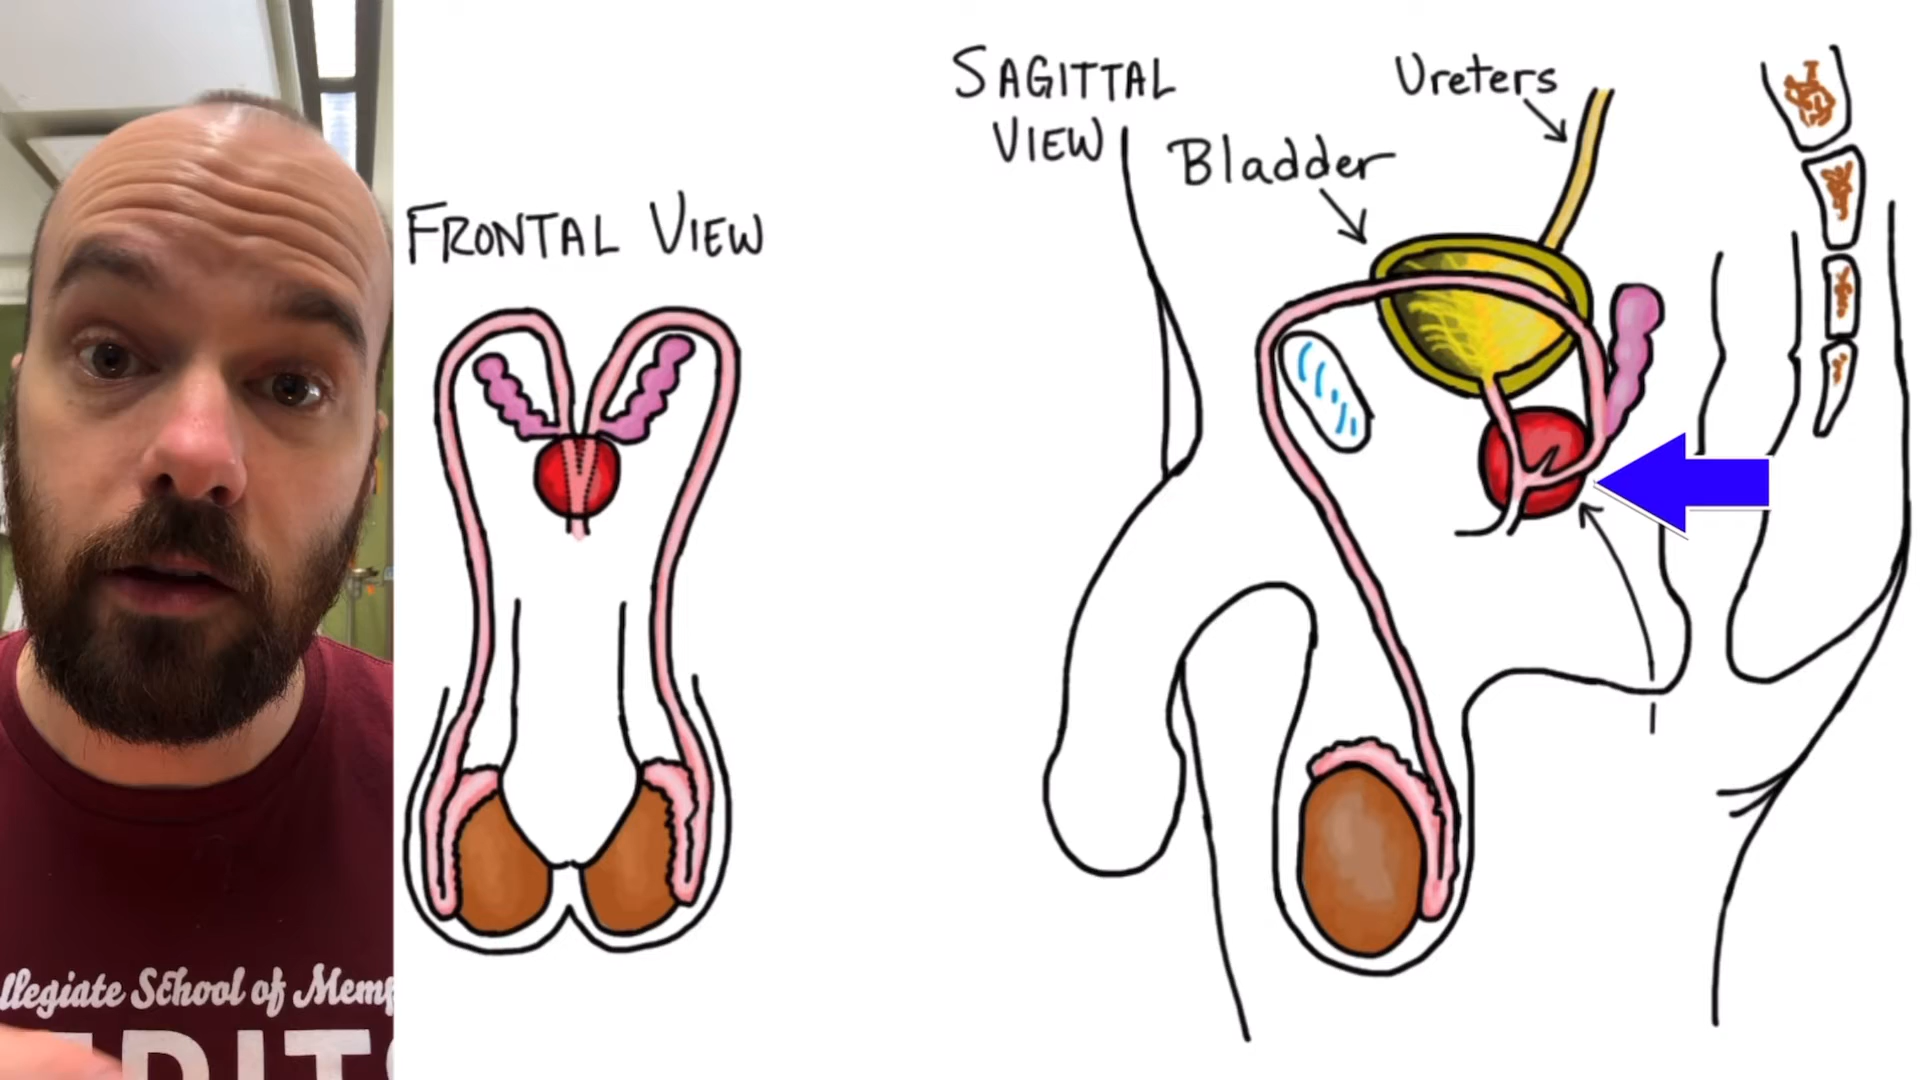 FRONTAL VIEW
SAGITTAL
VIEW
Bladder
Ureters
llegiate School of Mem